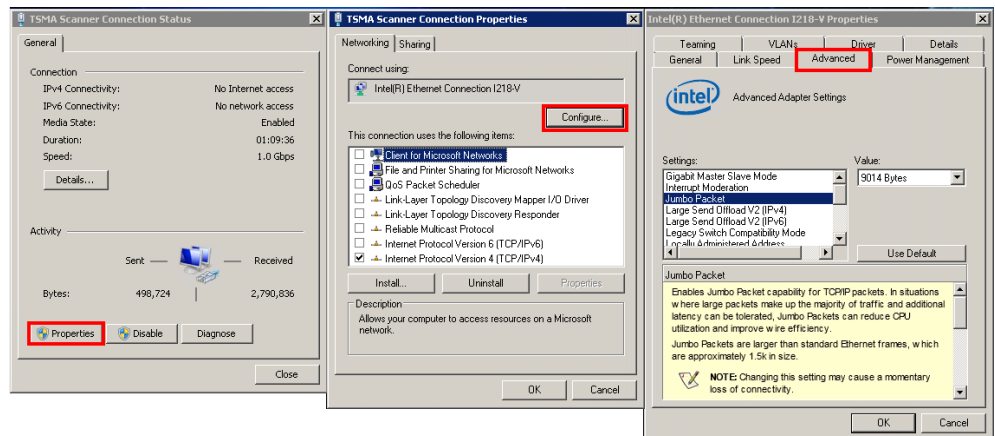 TSMA Scanner Connection Status
General
Connection
IPv4 Connectivity: No Internet access
IPv6 Connectivity: No network access
Media State: Enabled
Duration: 01:09:36
Speed: 1.0 Gbps
Details...
Activity
Sent Received
Bytes: 498,724 2,790,836
Properties Disable Diagnose
Close
TSMA Scanner Connection Properties
Networking Sharing
Connect using:
Intel(R) Ethernet Connection I218-V
Configure...
This connection uses the following items:
Client for Microsoft Networks
File and Printer Sharing for Microsoft Networks
QoS Packet Scheduler
Link-Layer Topology Discovery Mapper I/O Driver
Link-Layer Topology Discovery Responder
Reliable Multicast Protocol
Internet Protocol Version 6 (TCP/IPv6)
Internet Protocol Version 4 (TCP/IPv4)
Install... Uninstall Properties
Description
Allows your computer to access resources on a Microsoft
network.
OK Cancel
Intel(R) Ethernet Connection I218-V Properties
Teaming VLANs Driver Details
General Link Speed Advanced Power Management
intel Advanced Adapter Settings
Settings: Value:
Gigabit Master Slave Mode 9014 Bytes
Interrupt Moderation
Jumbo Packet
Large Send Offload V2 (IPv4)
Large Send Offload V2 (IPv6)
Legacy Switch Compatibility Mode
Locally Administered Address
Use Default
Jumbo Packet
Enables Jumbo Packet capability for TCP/IP packets. In situations
where large packets make up the majority of traffic and additional
latency can be tolerated, Jumbo Packets can reduce CPU
utilization and improve wire efficiency.
Jumbo Packets are larger than standard Ethernet frames, which
are approximately 1.5k in size.
NOTE: Changing this setting may cause a momentary
loss of connectivity.
OK Cancel